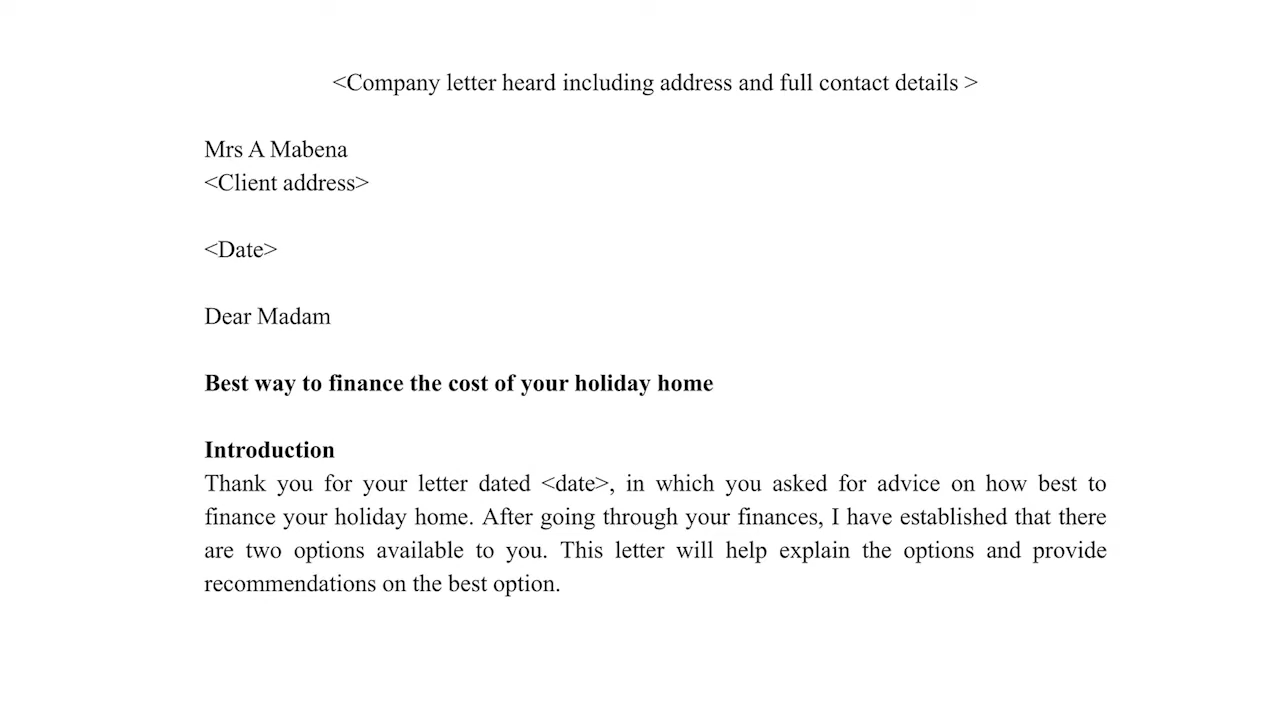 <Company letter heard including address and full contact details >
Mrs A Mabena
<Client address>
<Date>
Dear Madam
Best way to finance the cost of your holiday home
Introduction
Thank you for your letter dated <date>, in which you asked for advice on how best to
finance your holiday home. After going through your finances, I have established that there
are two options available to you. This letter will help explain the options and provide
recommendations on the best option.